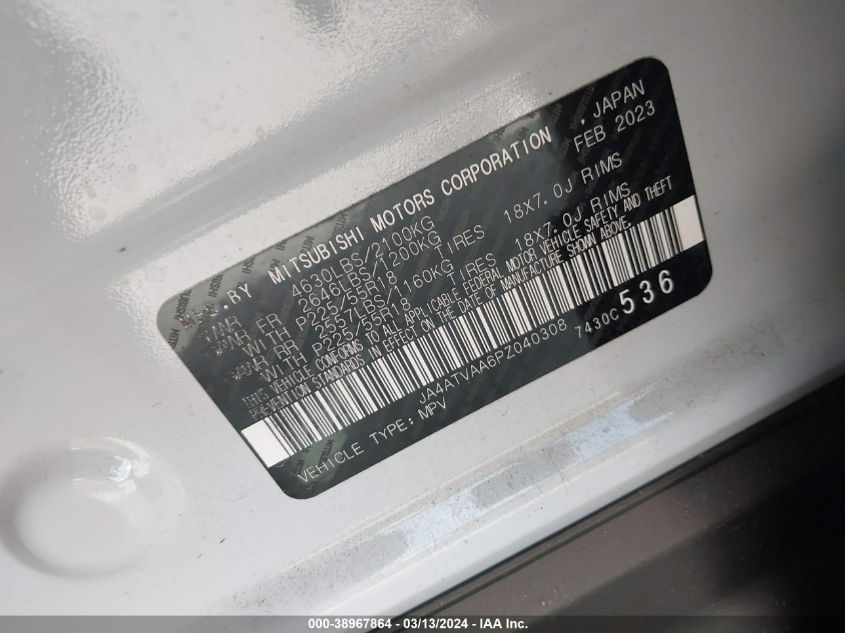 MFD.BY MITSUBISHI MOTORS CORPORATION , JAPAN
FEB 2023
GVWR 4630LBS/2100KG
GAWR FR 2646LBS/1200KG
WITH P225/55R18 TIRES 18X7.0J RIMS
GAWR RR 2557LBS/1160KG
WITH P225/55R18 TIRES 18X7.0J RIMS
THIS VEHICLE CONFORMS TO ALL APPLICABLE FEDERAL MOTOR VEHICLE SAFETY AND THEFT
PREVENTION STANDARDS IN EFFECT ON THE DATE OF MANUFACTURE SHOWN ABOVE.
JA4ATVAA6PZ040308 7430C 536
VEHICLE TYPE: MPV
000-38967864 - 03/13/2024 - IAA Inc.